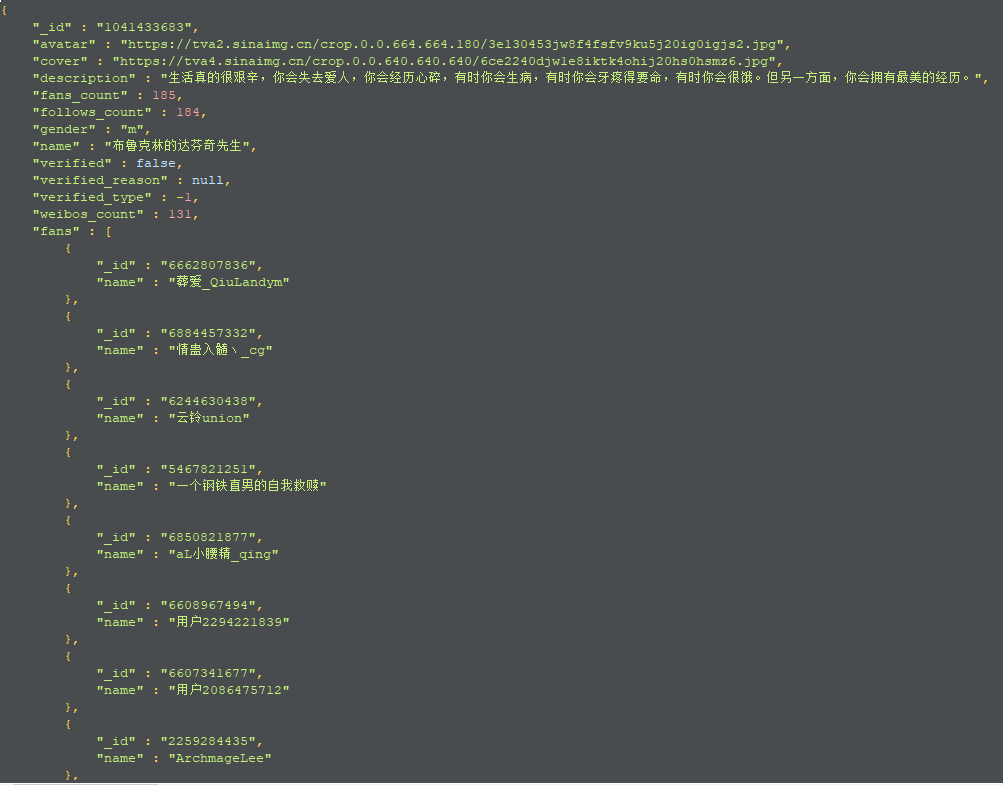 {
"_id" : "1041433683",
"avatar" : "https://tva2.sinaimg.cn/crop.0.0.664.664.180/3e130453jw8f4fsfv9ku5j20ig0igjs2.jpg",
"cover" : "https://tva4.sinaimg.cn/crop.0.0.640.640.640/6ce2240djw1e8iktk4ohij20hs0hsmz6.jpg",
"description" : "生活真的很艰辛，你会失去爱人，你会经历心碎，有时你会生病，有时你会牙疼得要命，有时你会很饿。但另一方面，你会拥有最美的经历。",
"fans_count" : 185,
"follows_count" : 184,
"gender" : "m",
"name" : "布鲁克林的达芬奇先生",
"verified" : false,
"verified_reason" : null,
"verified_type" : -1,
"weibos_count" : 131,
"fans" : [
{
"_id" : "6662807836",
"name" : "葬爱_QiuLandym"
},
{
"_id" : "6884457332",
"name" : "情蛊入髓丶_cg"
},
{
"_id" : "6244630438",
"name" : "云铃union"
},
{
"_id" : "5467821251",
"name" : "一个钢铁直男的自我救赎"
},
{
"_id" : "6850821877",
"name" : "aL小腰精_qing"
},
{
"_id" : "6608967494",
"name" : "用户2294221839"
},
{
"_id" : "6607341677",
"name" : "用户2086475712"
},
{
"_id" : "2259284435",
"name" : "ArchmageLee"
},